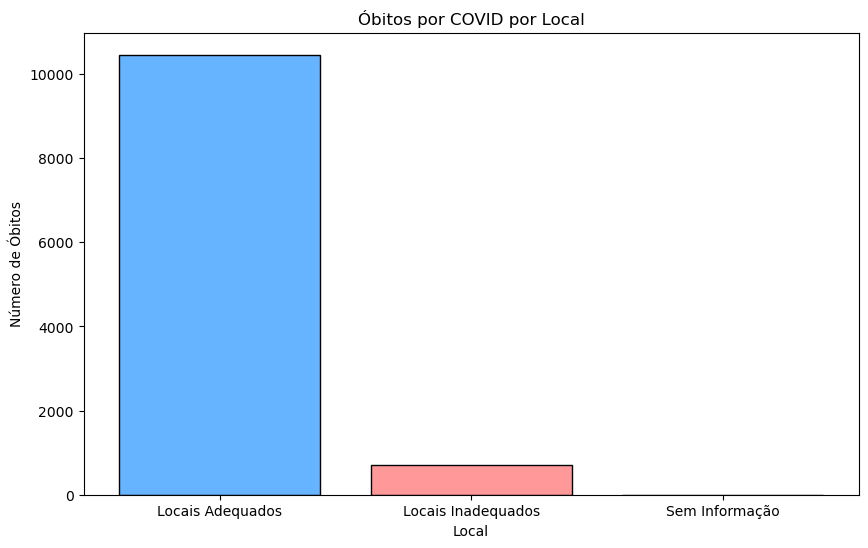 Óbitos por COVID por Local
Número de Óbitos
10000
8000
6000
4000
2000
0
Locais Adequados
Locais Inadequados
Sem Informação
Local